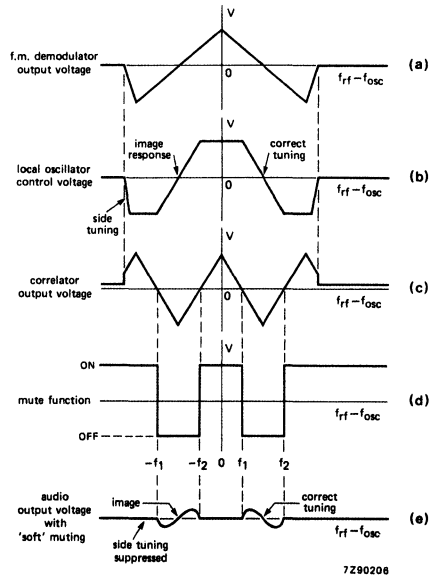 V
f.m. demodulator
output voltage
0
(a)
frf–fosc
V
image
response
correct
tuning
local oscillator
control voltage
0
(b)
frf–fosc
side
tuning
V
correlator
output voltage
0
(c)
frf–fosc
V
ON
mute function
(d)
frf–fosc
OFF
–f1 –f2 0 f1 f2
audio
output voltage
with
'soft' muting
image
correct
tuning
(e)
frf–fosc
side tuning
suppressed
7Z90206